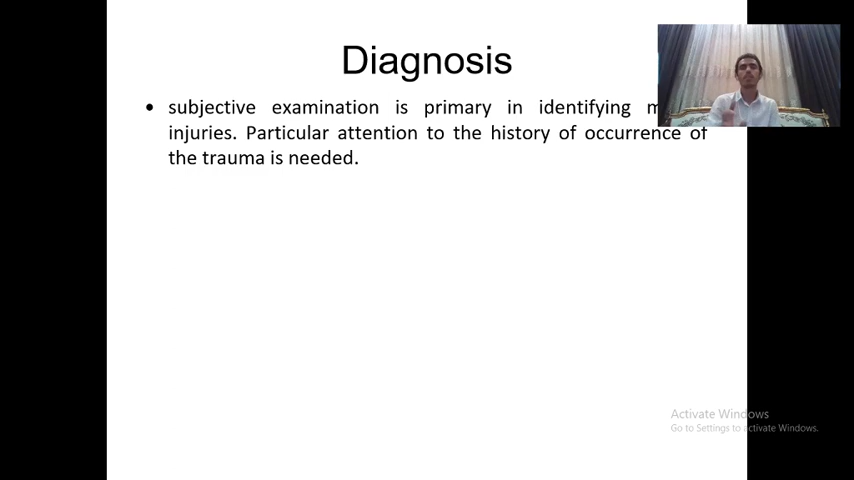 Diagnosis
• subjective examination is primary in identifying
injuries. Particular attention to the history of occurrence of
the trauma is needed.
Activate Windows
Go to Settings to activate Windows.